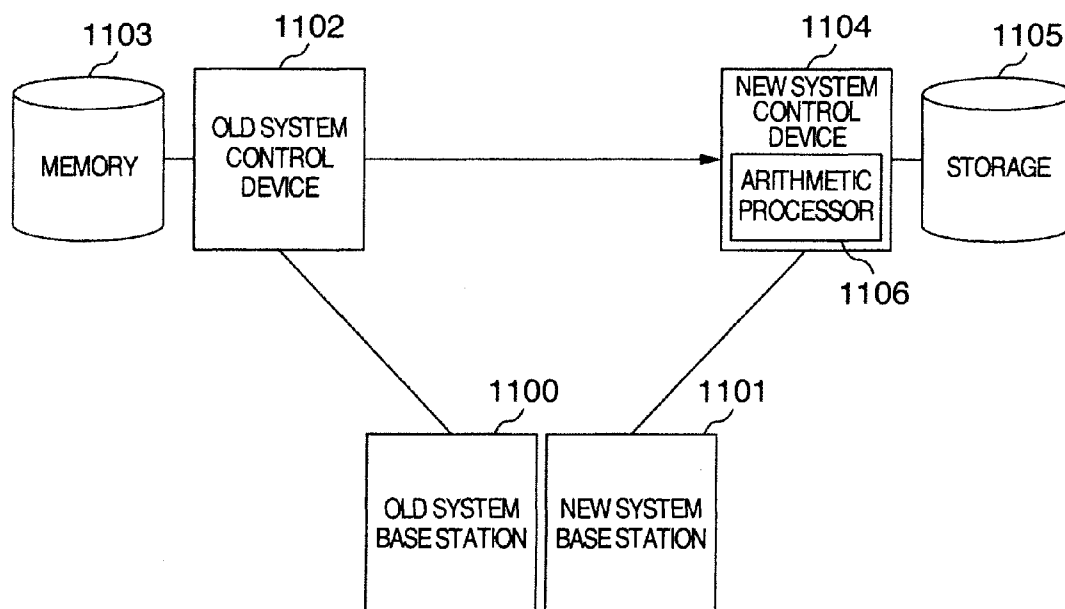 1103
1102
1104
1105
MEMORY
OLD SYSTEM
CONTROL
DEVICE
NEW SYSTEM
CONTROL
DEVICE
ARITHMETIC
PROCESSOR
STORAGE
1106
1100
1101
OLD SYSTEM
BASE STATION
NEW SYSTEM
BASE STATION